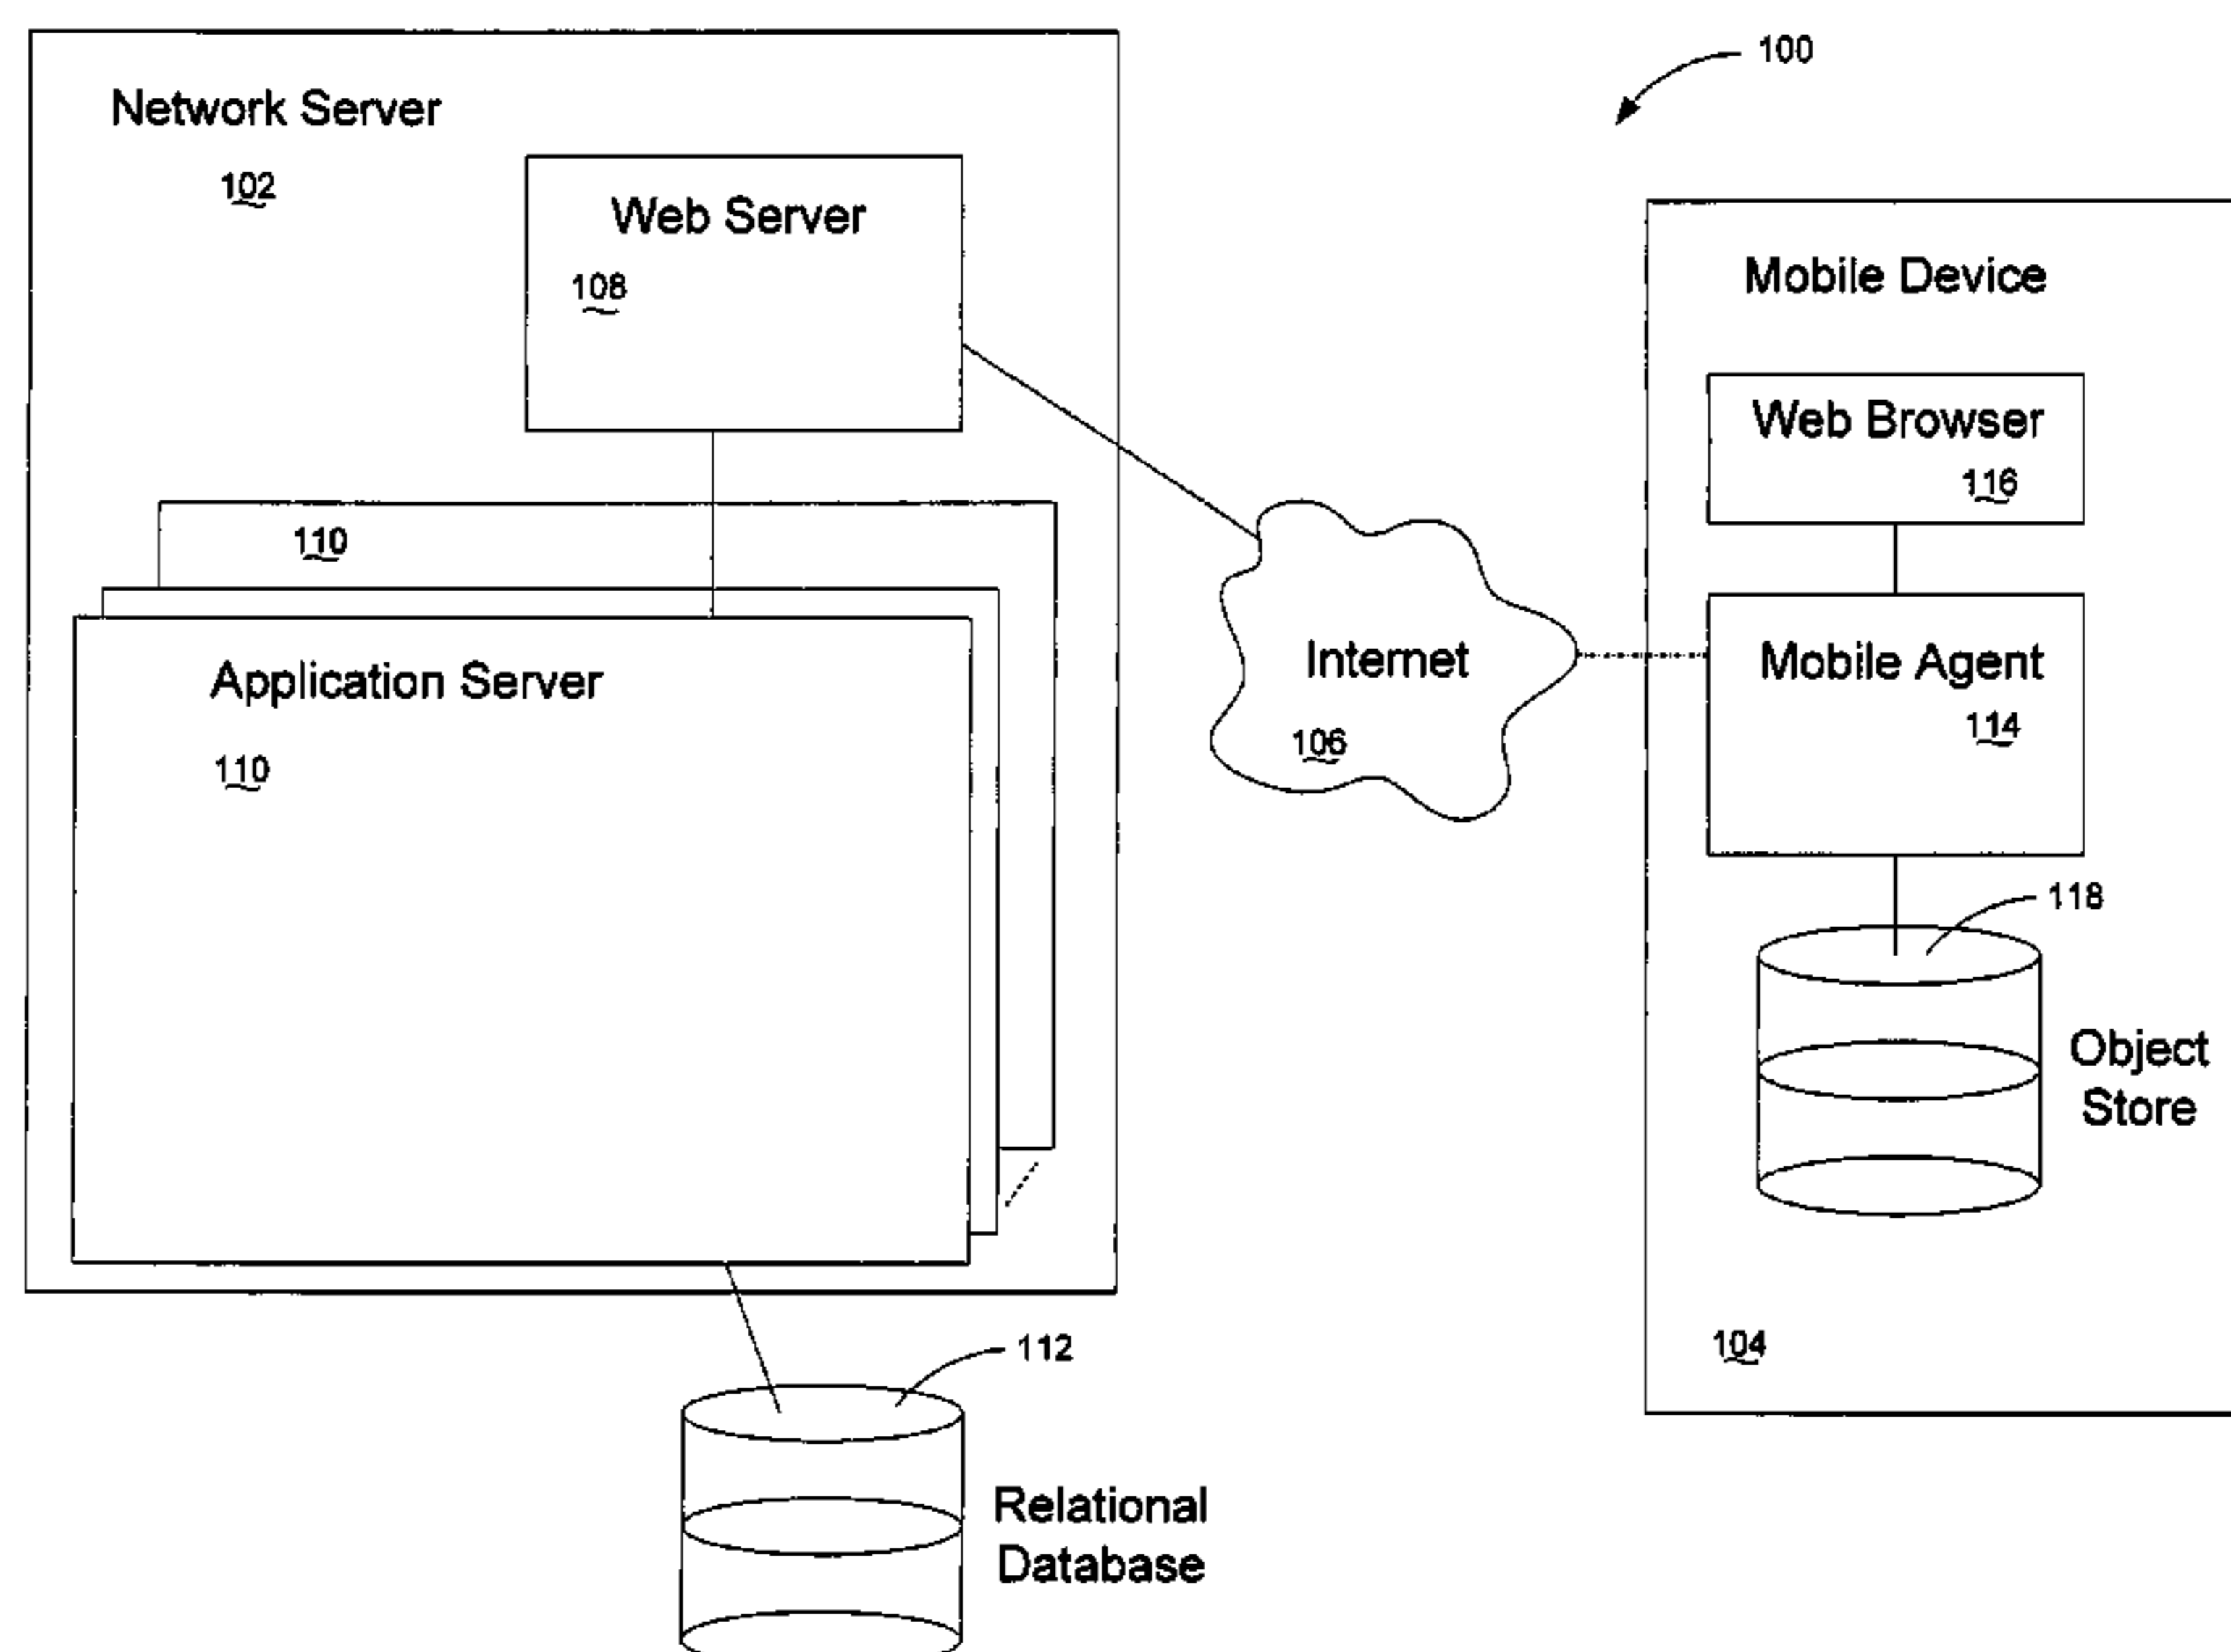 100
Network Server
102
Web Server
108
Mobile Device
Web Browser
116
110
Application Server
110
Internet
106
Mobile Agent
114
118
Object
Store
104
112
Relational
Database